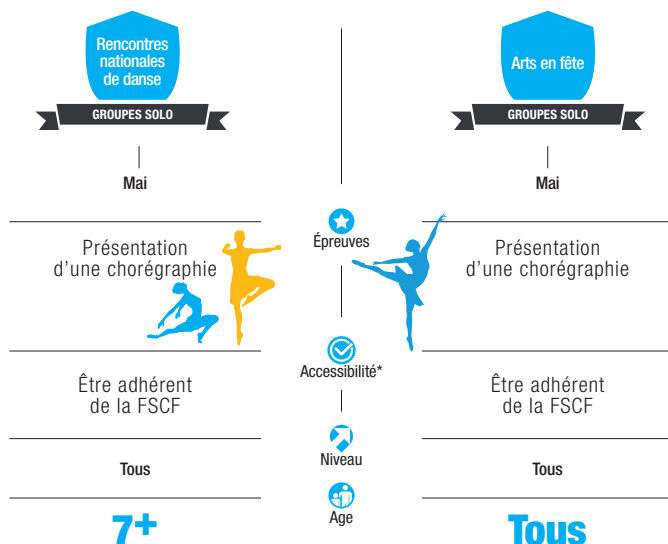 Rencontres
nationales
de danse
GROUPES SOLO
Mai
Présentation
d'une chorégraphie
Être adhérent
de la FSCF
Tous
7+
Épreuves
Accessibilité*
Niveau
Age
Arts en fête
GROUPES SOLO
Mai
Présentation
d'une chorégraphie
Être adhérent
de la FSCF
Tous
Tous